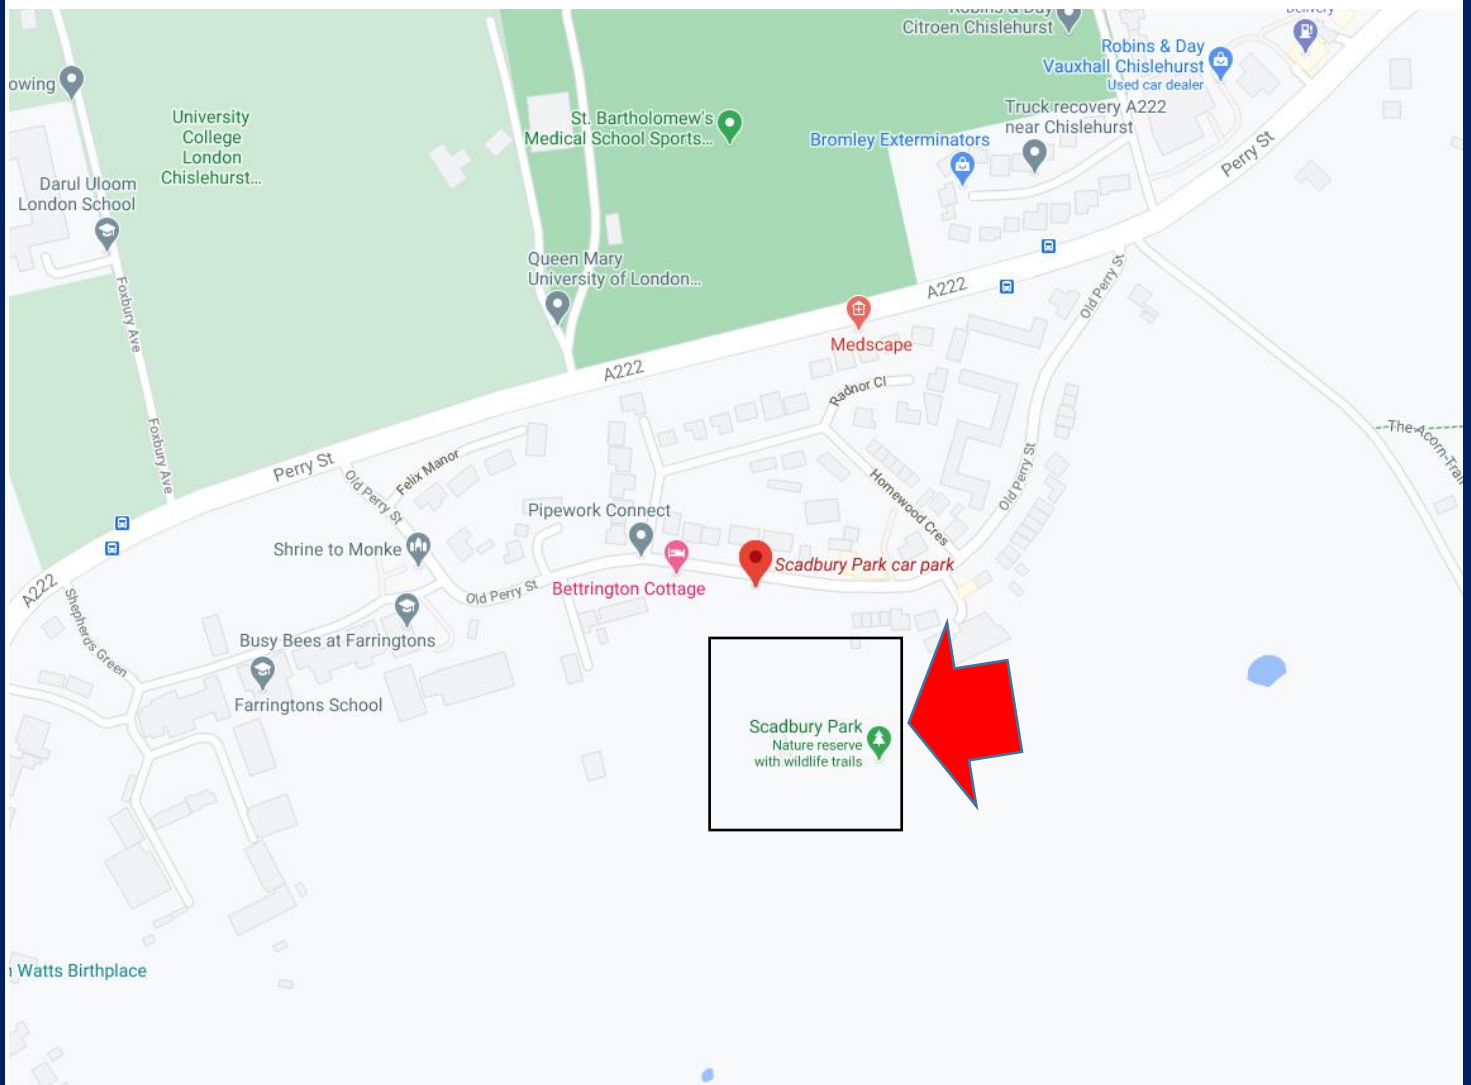 Robins & Day
Citroen Chislehurst
Delivery
Robins & Day
Vauxhall Chislehurst
Used car dealer
owing
University
College
London
Chislehurst...
St. Bartholomew's
Medical School Sports...
Truck recovery A222
near Chislehurst
Bromley Exterminators
Perry St
Darul Uloom
London School
Queen Mary
University of London...
Foxbury Ave
A222
Old Perry St
Medscape
A222
Radnor Cl
Foxbury Ave
The Acorn Trail
Perry St
Felix Manor
Old Perry St
Homewood Cres
Old Perry St
Pipework Connect
Shrine to Monke
Scadbury Park car park
A222
Bettrington Cottage
Old Perry St
Shepherds Green
Busy Bees at Farringtons
Farringtons School
Scadbury Park
Nature reserve
with wildlife trails
Watts Birthplace